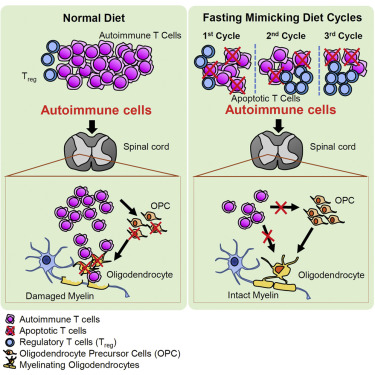 Normal Diet
Autoimmune T Cells
Treg
Autoimmune cells
Spinal cord
OPC
Oligodendrocyte
Damaged Myelin
Fasting Mimicking Diet Cycles
1st Cycle 2nd Cycle 3rd Cycle
Apoptotic T Cells
Autoimmune cells
Spinal cord
OPC
Oligodendrocyte
Intact Myelin
Autoimmune T cells
Apoptotic T cells
Regulatory T cells (Treg)
Oligodendrocyte Precursor Cells (OPC)
Myelinating Oligodendrocytes